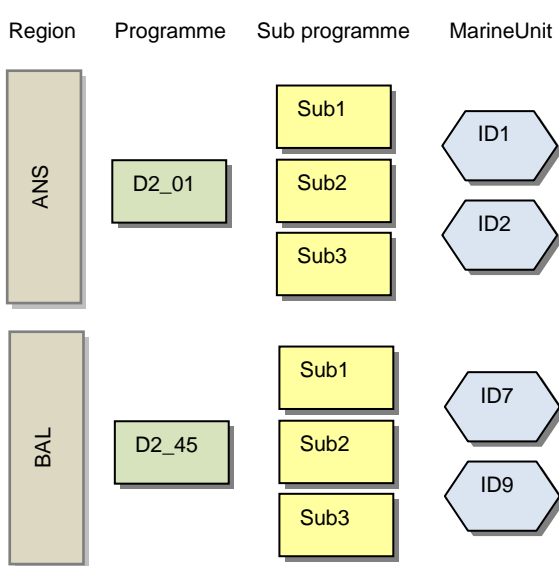 Region Programme Sub programme MarineUnit
ANS
D2_01
Sub1
Sub2
Sub3
ID1
ID2
BAL
D2_45
Sub1
Sub2
Sub3
ID7
ID9